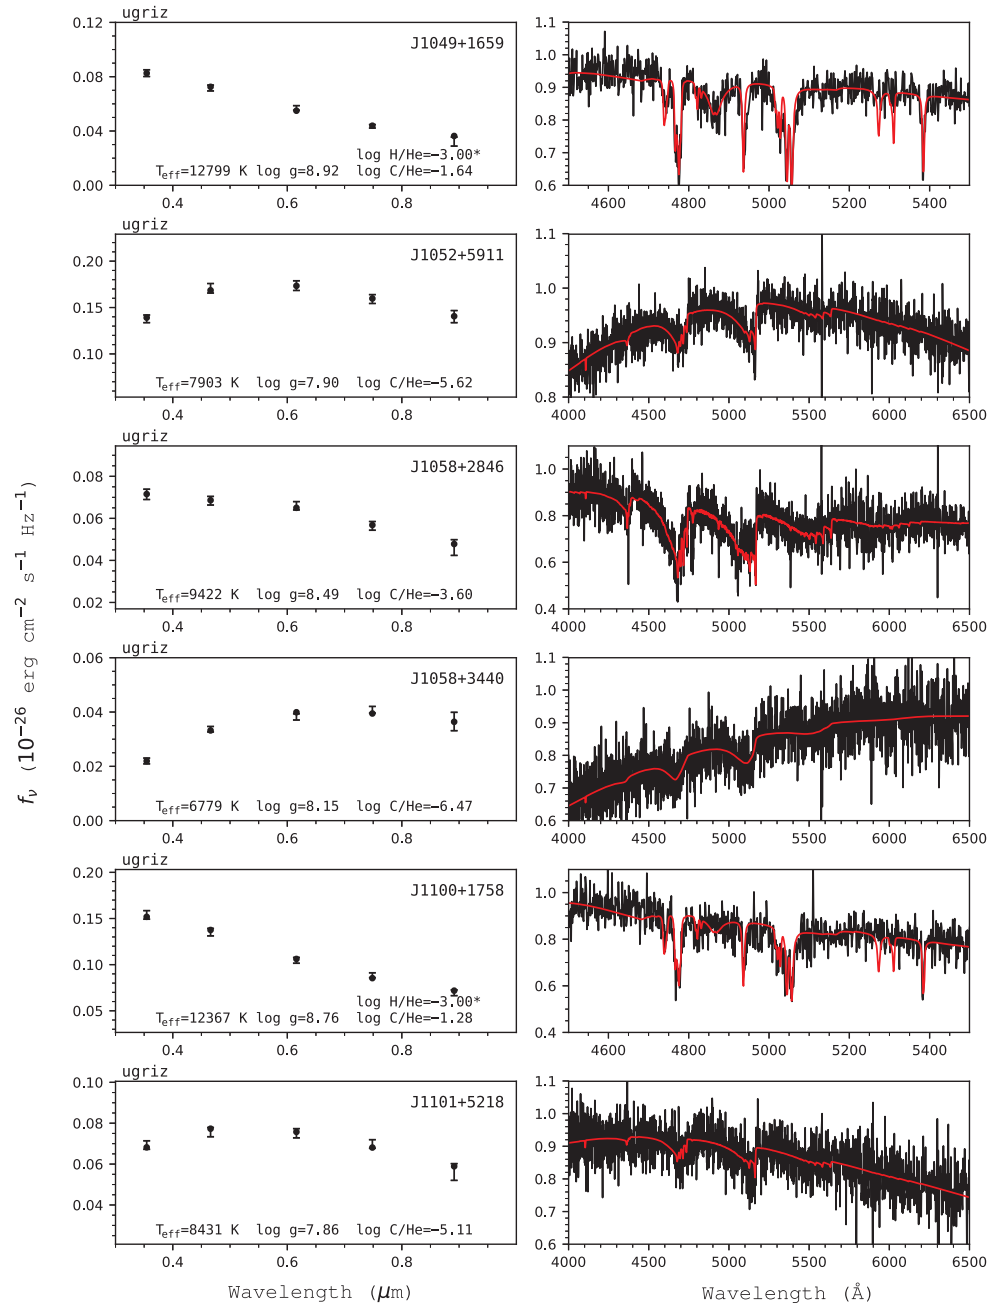 ugriz
J1049+1659
log H/He=−3.00*
T_eff=12799 K log g=8.92 log C/He=−1.64
0.12
0.08
0.04
0.00
0.4 0.6 0.8
1.0
0.9
0.8
0.7
0.6
4600 4800 5000 5200 5400
ugriz
J1052+5911
T_eff=7903 K log g=7.90 log C/He=−5.62
0.20
0.15
0.10
0.4 0.6 0.8
1.1
1.0
0.9
0.8
4000 4500 5000 5500 6000 6500
ugriz
J1058+2846
T_eff=9422 K log g=8.49 log C/He=−3.60
0.08
0.06
0.04
0.02
0.4 0.6 0.8
1.0
0.8
0.6
0.4
4000 4500 5000 5500 6000 6500
f_ν (10^−26 erg cm^−2 s^−1 Hz^−1)
ugriz
J1058+3440
T_eff=6779 K log g=8.15 log C/He=−6.47
0.06
0.04
0.02
0.00
0.4 0.6 0.8
1.1
1.0
0.9
0.8
0.7
0.6
4000 4500 5000 5500 6000 6500
ugriz
J1100+1758
log H/He=−3.00*
T_eff=12367 K log g=8.76 log C/He=−1.28
0.20
0.15
0.10
0.05
0.4 0.6 0.8
1.0
0.8
0.6
0.4
4600 4800 5000 5200 5400
ugriz
J1101+5218
T_eff=8431 K log g=7.86 log C/He=−5.11
0.10
0.08
0.06
0.04
0.4 0.6 0.8
1.1
1.0
0.9
0.8
0.7
0.6
4000 4500 5000 5500 6000 6500
Wavelength (μm)
Wavelength (Å)